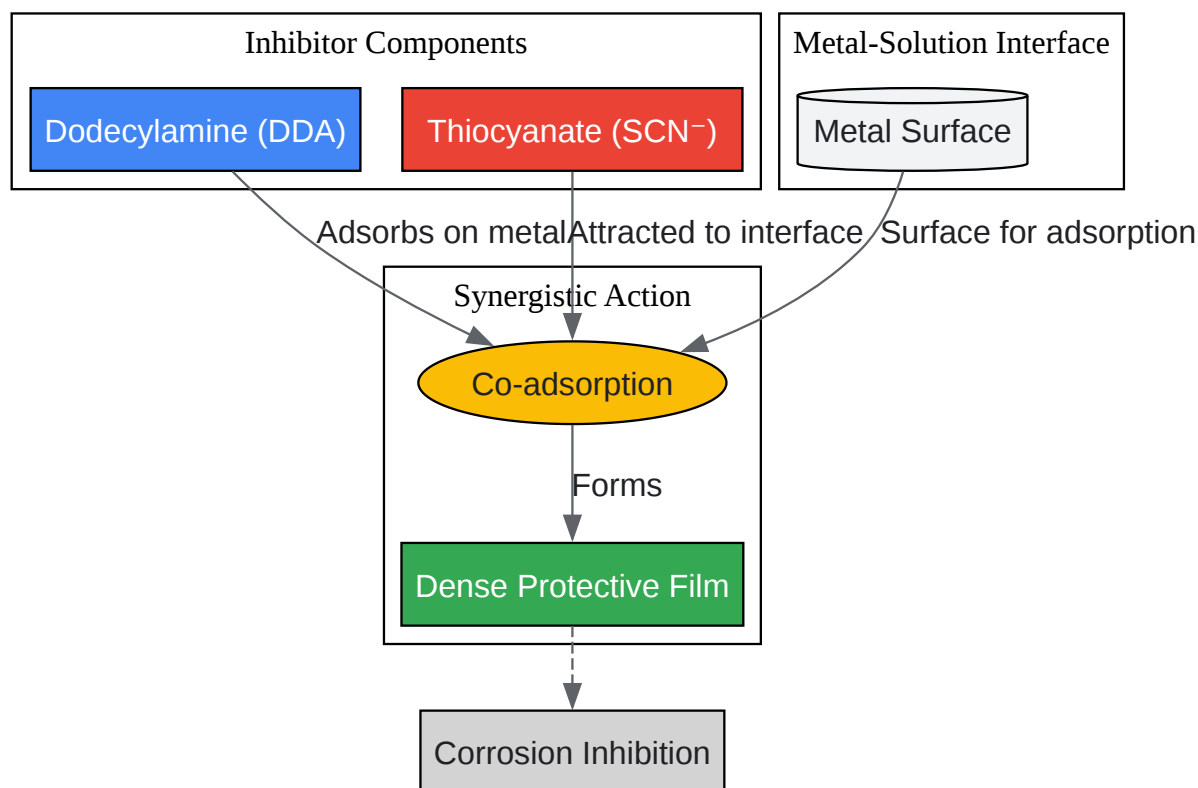 Inhibitor Components
Metal-Solution Interface
Dodecylamine (DDA)
Thiocyanate (SCN⁻)
Metal Surface
Adsorbs on metal
Attracted to interface
Surface for adsorption
Synergistic Action
Co-adsorption
Forms
Dense Protective Film
Corrosion Inhibition